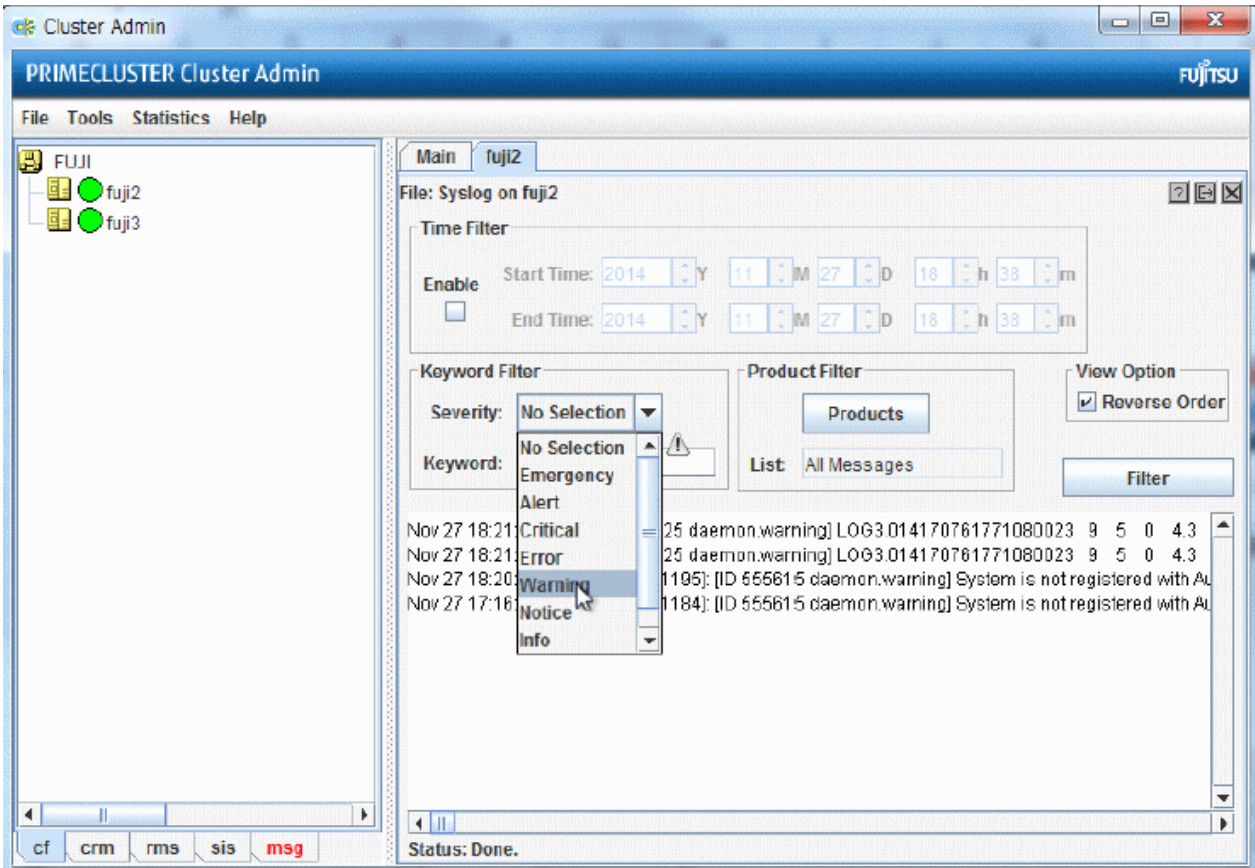 Cluster Admin
PRIMECLUSTER Cluster Admin
FUJITSU
File Tools Statistics Help
FUJI
fuji2
fuji3
Main fuji2
File: Syslog on fuji2
Time Filter
Enable
Start Time: 2014 Y 11 M 27 D 18 h 38 m
End Time: 2014 Y 11 M 27 D 18 h 38 m
Keyword Filter
Severity: No Selection
Keyword:
No Selection
Emergency
Alert
Critical
Error
Warning
Notice
Info
Product Filter
Products
List: All Messages
View Option
Reverse Order
Filter
Nov 27 18:21: 25 daemon.warning] LOG3.014170761771080023 9 5 0 4.3
Nov 27 18:21: 25 daemon.warning] LOG3.014170761771080023 9 5 0 4.3
Nov 27 18:20: 1195]: [ID 555615 daemon.warning] System is not registered with Au
Nov 27 17:16: 1184]: [ID 555615 daemon.warning] System is not registered with Au
cf crm rms sis msg
Status: Done.